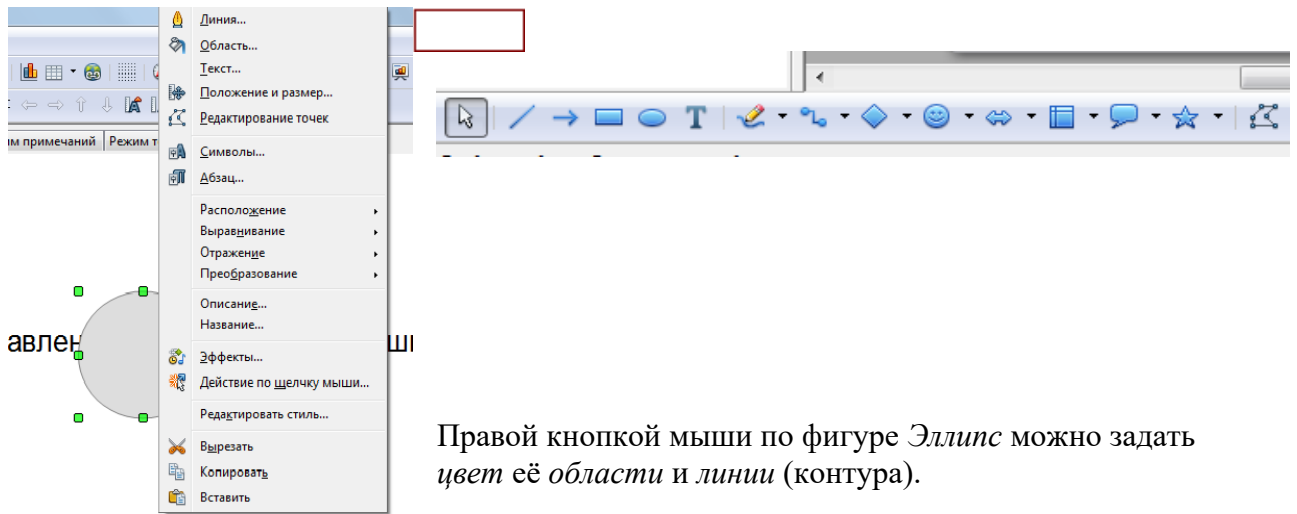 Линия...
Область...
Текст...
Положение и размер...
Редактирование точек
Символы...
Абзац...
Расположение
Выравнивание
Отражение
Преобразование
Описание...
Название...
Эффекты...
Действие по щелчку мыши...
Редактировать стиль...
Вырезать
Копировать
Вставить
им примечаний Режим т
авлен
ши
T
Правой кнопкой мыши по фигуре Эллипс можно задать
цвет её области и линии (контура).